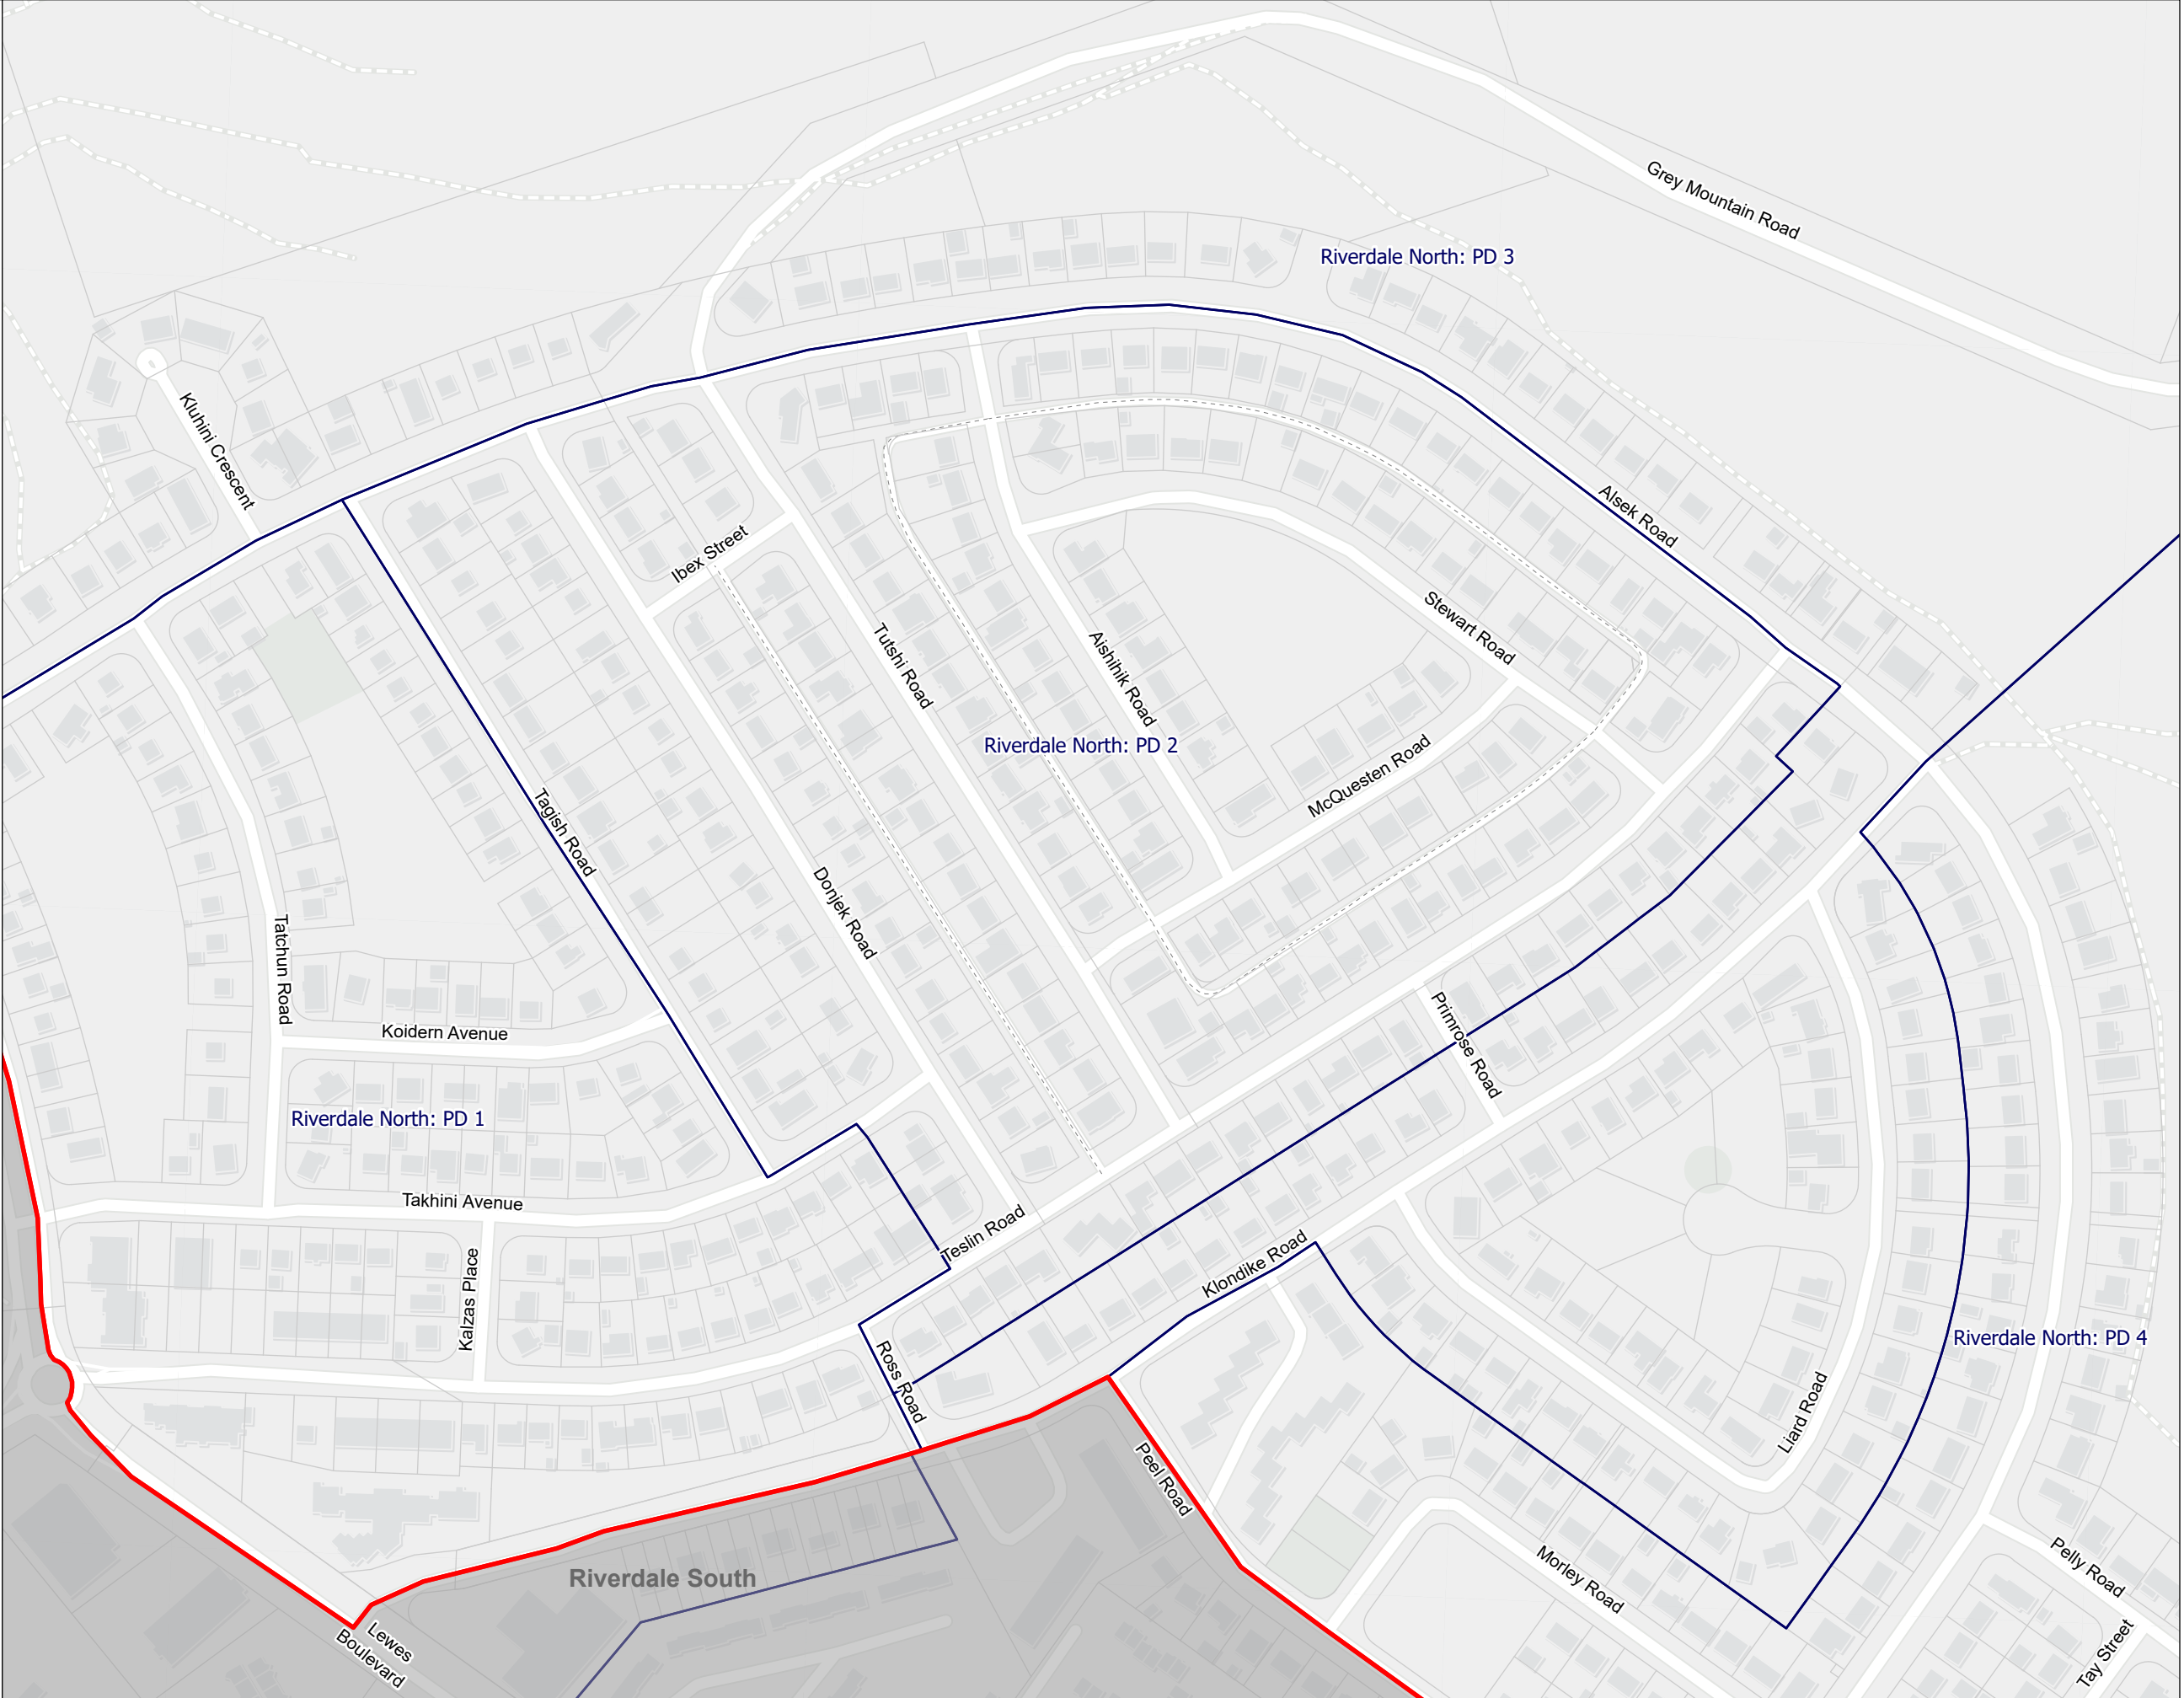 Grey Mountain Road
Riverdale North: PD 3
Kluhini Crescent
Alsek Road
Ibex Street
Stewart Road
Tutshi Road
Aishihik Road
Riverdale North: PD 2
McQuesten Road
Tagish Road
Donjek Road
Tatchun Road
Primrose Road
Koidern Avenue
Riverdale North: PD 1
Takhini Avenue
Teslin Road
Klondike Road
Kalzas Place
Riverdale North: PD 4
Ross Road
Liard Road
Peel Road
Riverdale South
Morley Road
Pelly Road
Tay Street
Lewes
Boulevard